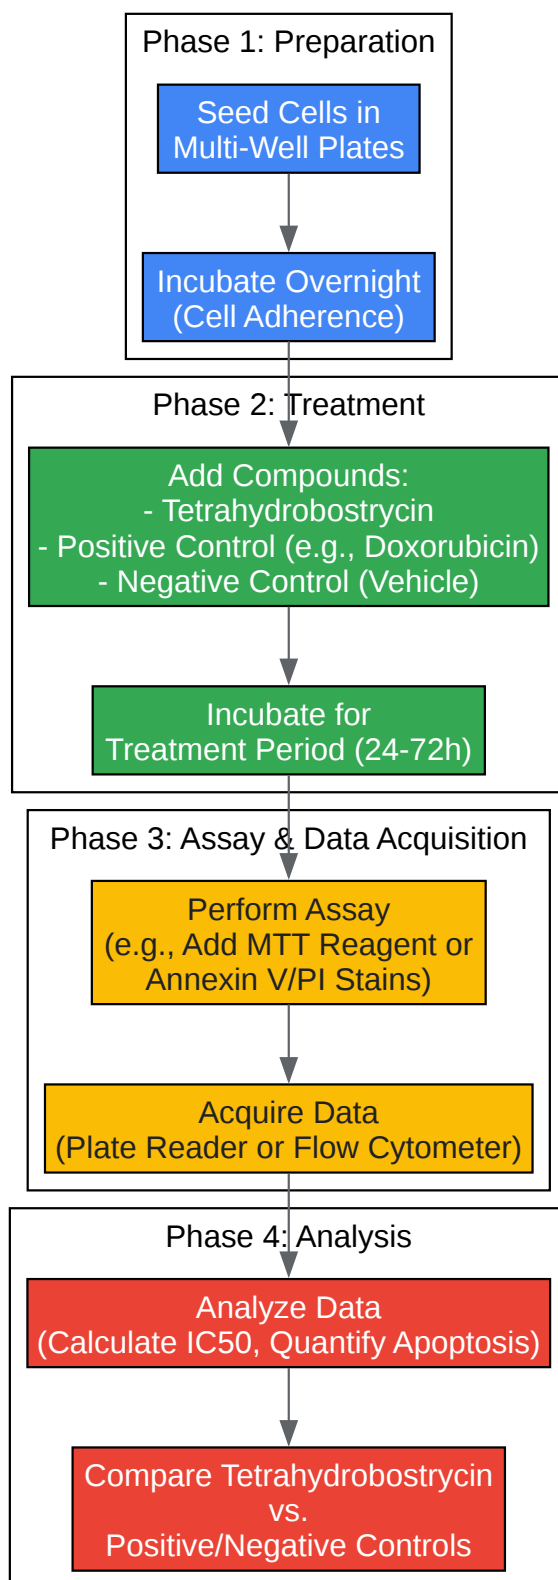 Phase 1: Preparation
Seed Cells in
Multi-Well Plates
Incubate Overnight
(Cell Adherence)
Phase 2: Treatment
Add Compounds:
- Tetrahydrobostrycin
- Positive Control (e.g., Doxorubicin)
- Negative Control (Vehicle)
Incubate for
Treatment Period (24-72h)
Phase 3: Assay & Data Acquisition
Perform Assay
(e.g., Add MTT Reagent or
Annexin V/PI Stains)
Acquire Data
(Plate Reader or Flow Cytometer)
Phase 4: Analysis
Analyze Data
(Calculate IC50, Quantify Apoptosis)
Compare Tetrahydrobostrycin
vs.
Positive/Negative Controls